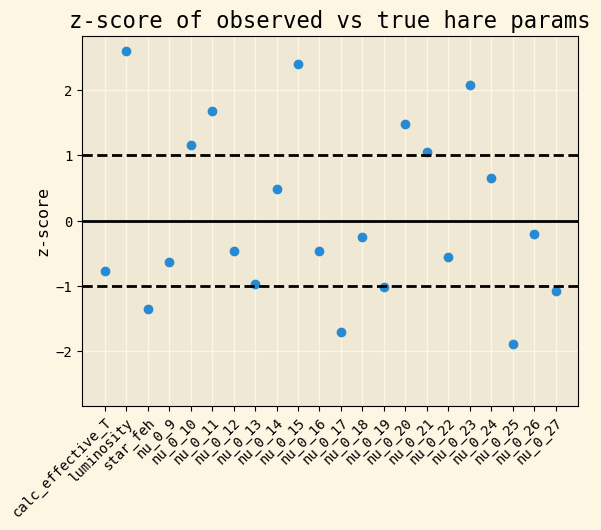 z-score of observed vs true hare params
z-score
2
1
0
−1
−2
calc_effective_T
luminosity
star_feh
nu_0_9
nu_0_10
nu_0_11
nu_0_12
nu_0_13
nu_0_14
nu_0_15
nu_0_16
nu_0_17
nu_0_18
nu_0_19
nu_0_20
nu_0_21
nu_0_22
nu_0_23
nu_0_24
nu_0_25
nu_0_26
nu_0_27